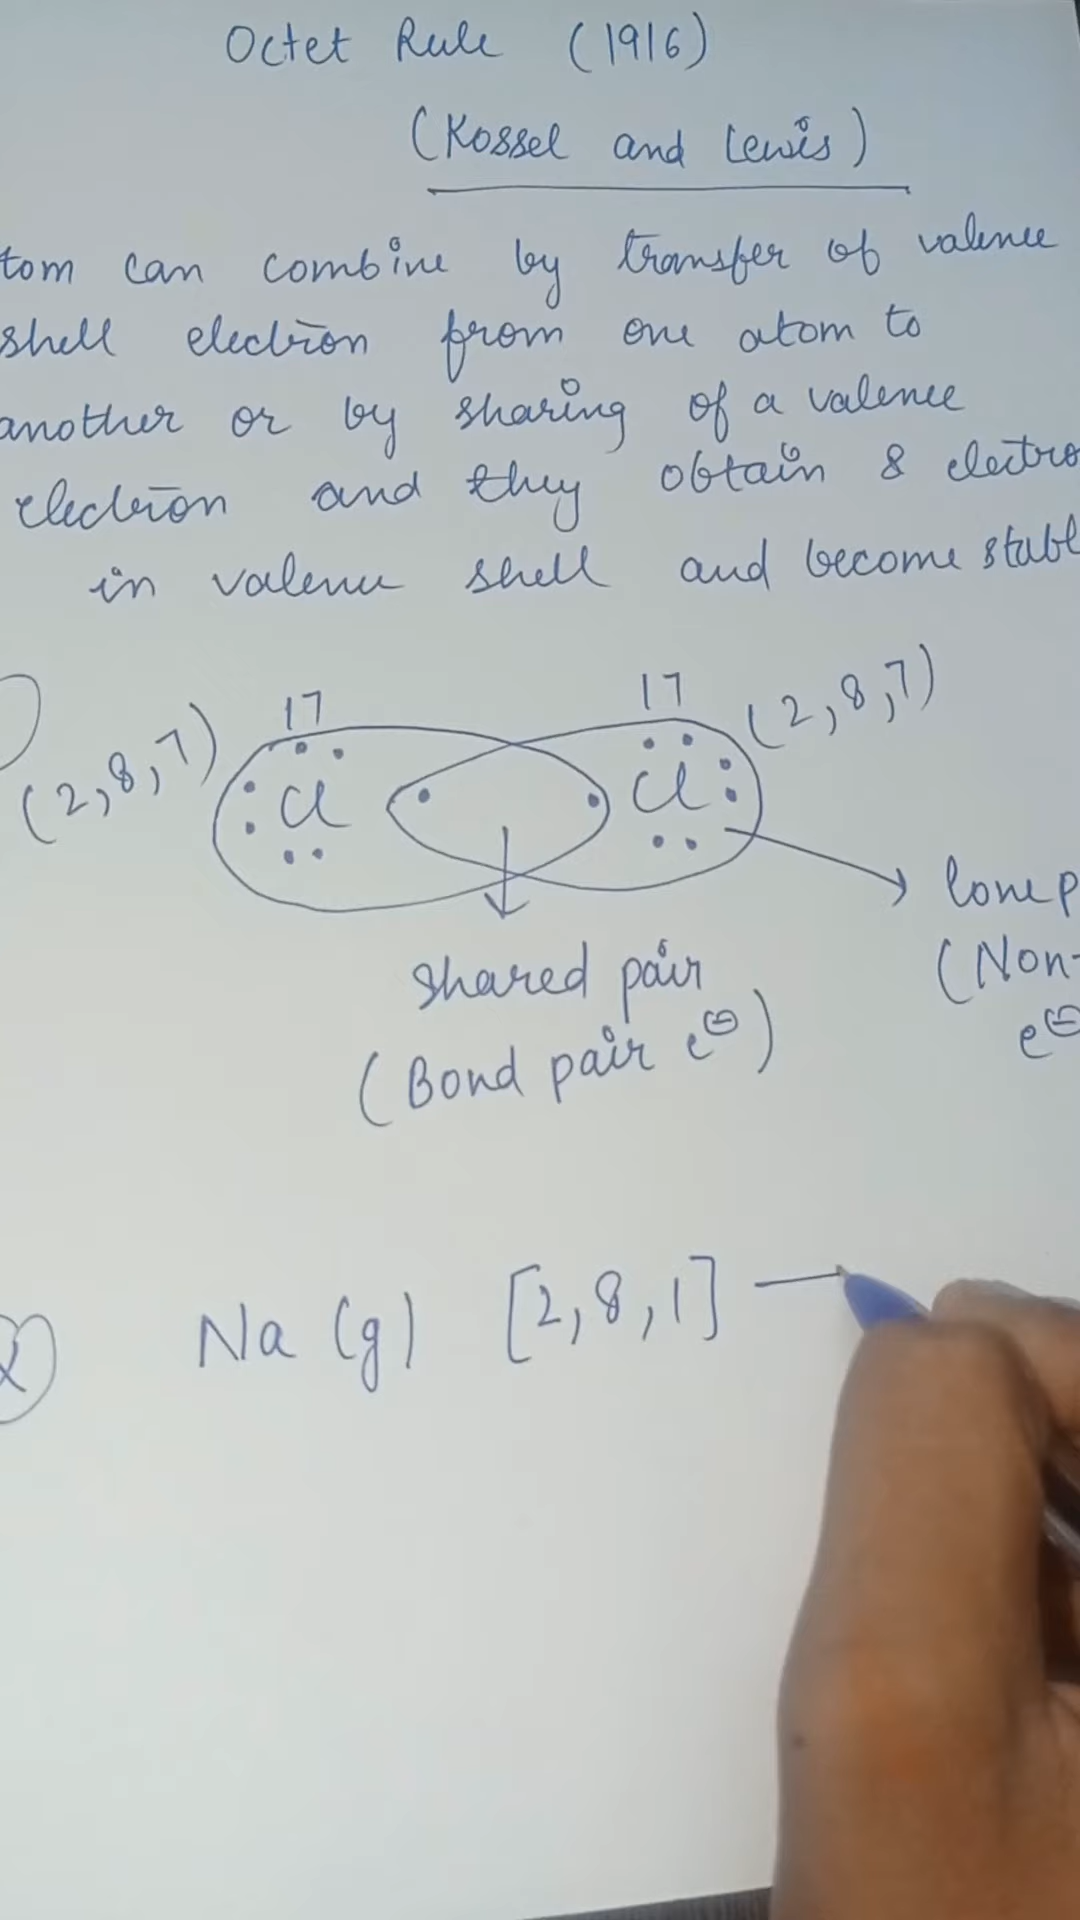 Octet Rule (1916)
(Kossel and Lewis)
tom can combine by transfer of valence
shell electron from one atom to
another or by sharing of a valence
electron and they obtain 8 electro
in valence shell and become stabl
17 17
(2,8,7) Cl Cl (2,8,7)
lone p
shared pair (Non-
(Bond pair e⊖) e⊖
2 Na (g) [2,8,1] —